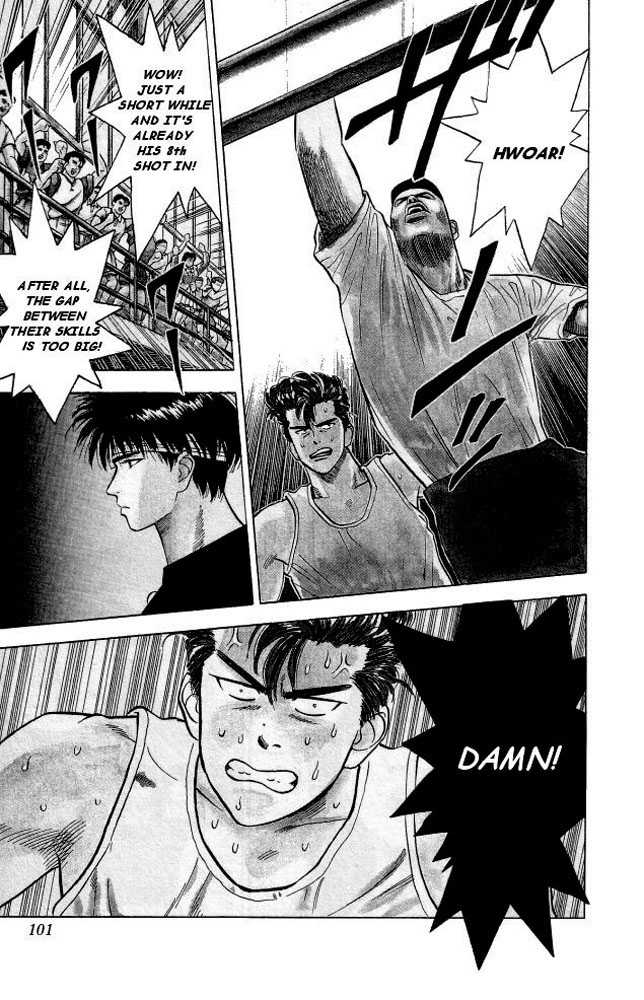 HWOAR!
WOW!
JUST A
SHORT WHILE
AND IT'S
ALREADY
HIS 8th
SHOT IN!
AFTER ALL,
THE GAP
BETWEEN
THEIR SKILLS
IS TOO BIG!
DAMN!
101